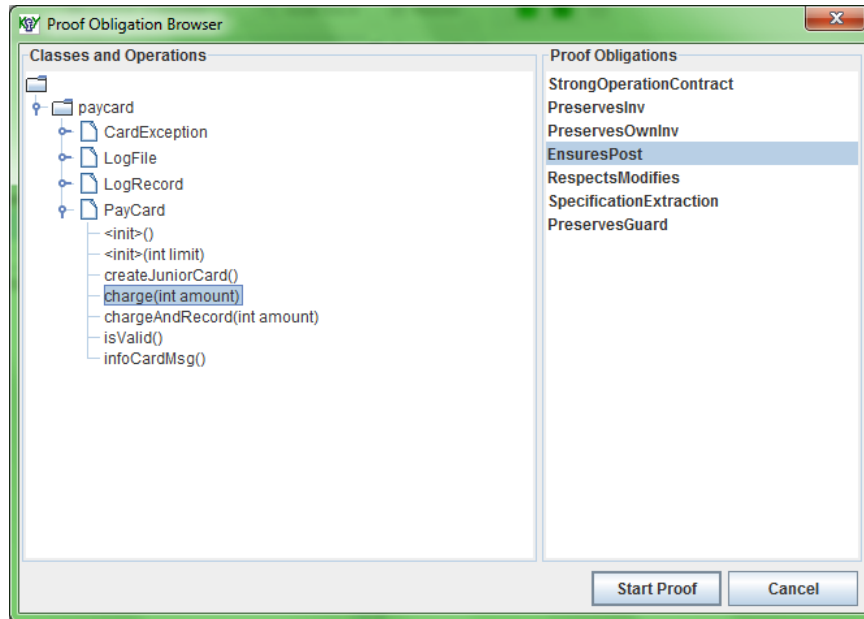 KeY Proof Obligation Browser
Classes and Operations
paycard
CardException
LogFile
LogRecord
PayCard
<init>()
<init>(int limit)
createJuniorCard()
charge(int amount)
chargeAndRecord(int amount)
isValid()
infoCardMsg()
Proof Obligations
StrongOperationContract
PreservesInv
PreservesOwnInv
EnsuresPost
RespectsModifies
SpecificationExtraction
PreservesGuard
Start Proof
Cancel